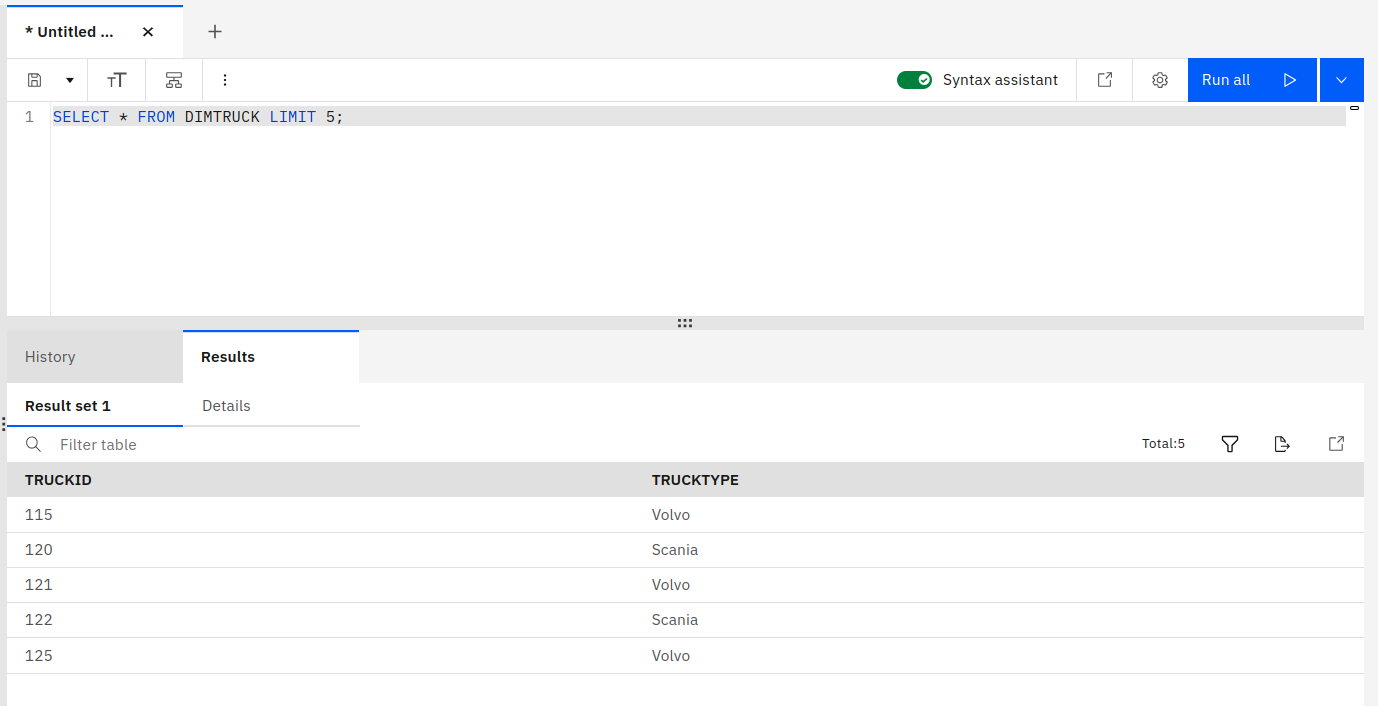 * Untitled ...
Syntax assistant
Run all
1 SELECT * FROM DIMTRUCK LIMIT 5;
History Results
Result set 1 Details
Filter table Total:5
TRUCKID TRUCKTYPE
115 Volvo
120 Scania
121 Volvo
122 Scania
125 Volvo